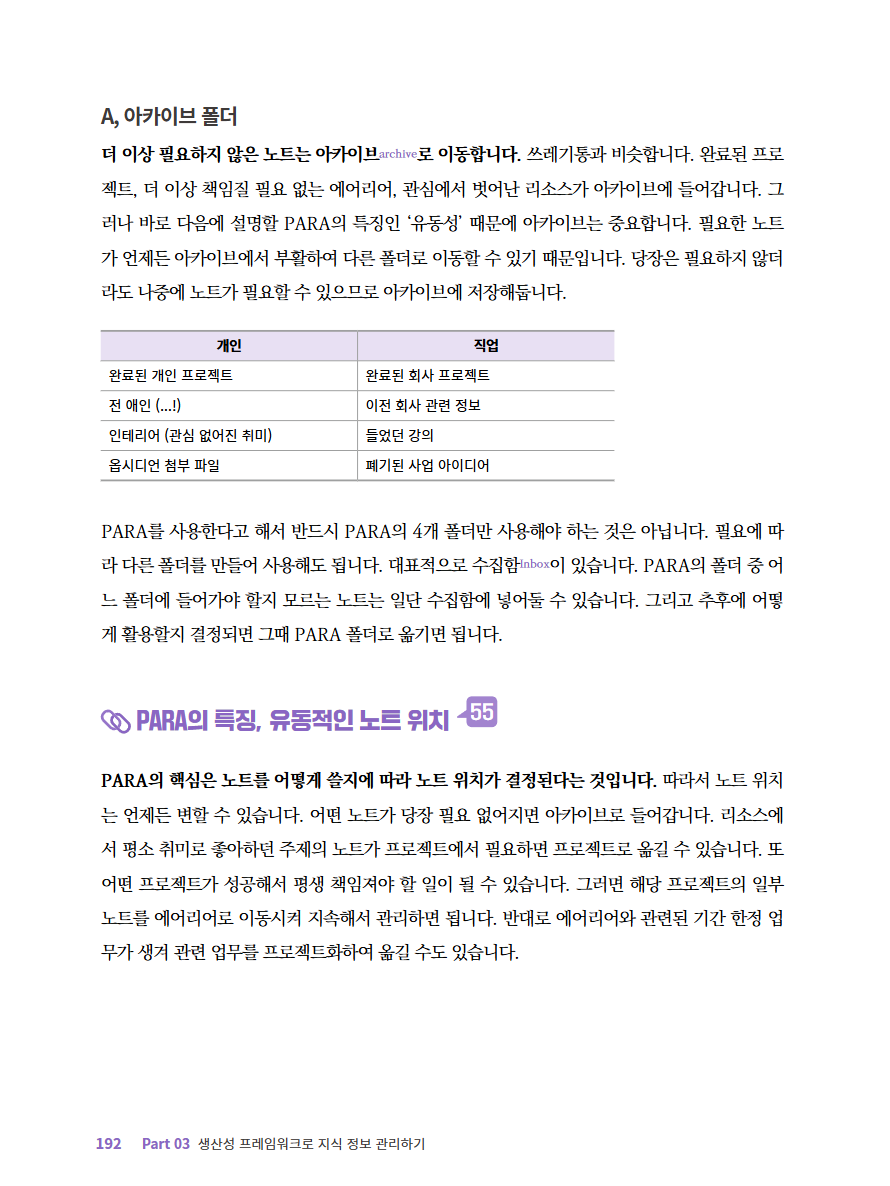 A, 아카이브 폴더
더 이상 필요하지 않은 노트는 아카이브archive로 이동합니다. 쓰레기통과 비슷합니다. 완료된 프로
젝트, 더 이상 책임질 필요 없는 에어리어, 관심에서 벗어난 리소스가 아카이브에 들어갑니다. 그
러나 바로 다음에 설명할 PARA의 특징인 ‘유동성’ 때문에 아카이브는 중요합니다. 필요한 노트
가 언제든 아카이브에서 부활하여 다른 폴더로 이동할 수 있기 때문입니다. 당장은 필요하지 않더
라도 나중에 노트가 필요할 수 있으므로 아카이브에 저장해둡니다.
개인 직업
완료된 개인 프로젝트 완료된 회사 프로젝트
전 애인 (...!) 이전 회사 관련 정보
인테리어 (관심 없어진 취미) 들었던 강의
옵시디언 첨부 파일 폐기된 사업 아이디어
PARA를 사용한다고 해서 반드시 PARA의 4개 폴더만 사용해야 하는 것은 아닙니다. 필요에 따
라 다른 폴더를 만들어 사용해도 됩니다. 대표적으로 수집함Inbox이 있습니다. PARA의 폴더 중 어
느 폴더에 들어가야 할지 모르는 노트는 일단 수집함에 넣어둘 수 있습니다. 그리고 추후에 어떻
게 활용할지 결정되면 그때 PARA 폴더로 옮기면 됩니다.
PARA의 특징, 유동적인 노트 위치 55
PARA의 핵심은 노트를 어떻게 쓸지에 따라 노트 위치가 결정된다는 것입니다. 따라서 노트 위치
는 언제든 변할 수 있습니다. 어떤 노트가 당장 필요 없어지면 아카이브로 들어갑니다. 리소스에
서 평소 취미로 좋아하던 주제의 노트가 프로젝트에서 필요하면 프로젝트로 옮길 수 있습니다. 또
어떤 프로젝트가 성공해서 평생 책임져야 할 일이 될 수 있습니다. 그러면 해당 프로젝트의 일부
노트를 에어리어로 이동시켜 지속해서 관리하면 됩니다. 반대로 에어리어와 관련된 기간 한정 업
무가 생겨 관련 업무를 프로젝트화하여 옮길 수도 있습니다.
192 Part 03 생산성 프레임워크로 지식 정보 관리하기